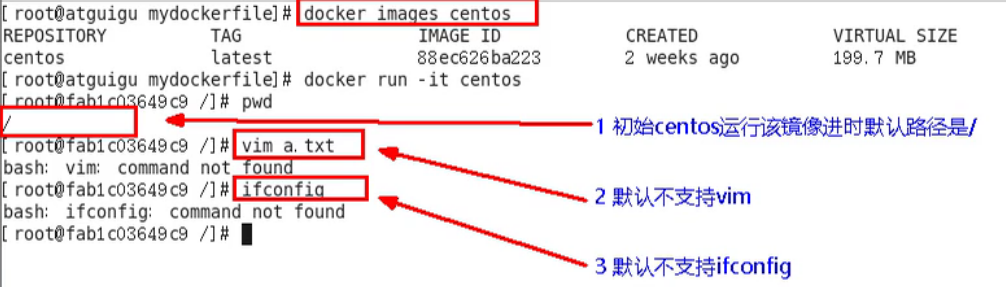 [root@atguigu mydockerfile]# docker images centos
REPOSITORY TAG IMAGE ID CREATED VIRTUAL SIZE
centos latest 88ec626ba223 2 weeks ago 199.7 MB
[root@atguigu mydockerfile]# docker run -it centos
[root@fab1c03649c9 /]# pwd
/
1 初始centos运行该镜像进时默认路径是/
[root@fab1c03649c9 /]# vim a.txt
bash: vim: command not found
[root@fab1c03649c9 /]# ifconfig
2 默认不支持vim
bash: ifconfig: command not found
[root@fab1c03649c9 /]#
3 默认不支持ifconfig